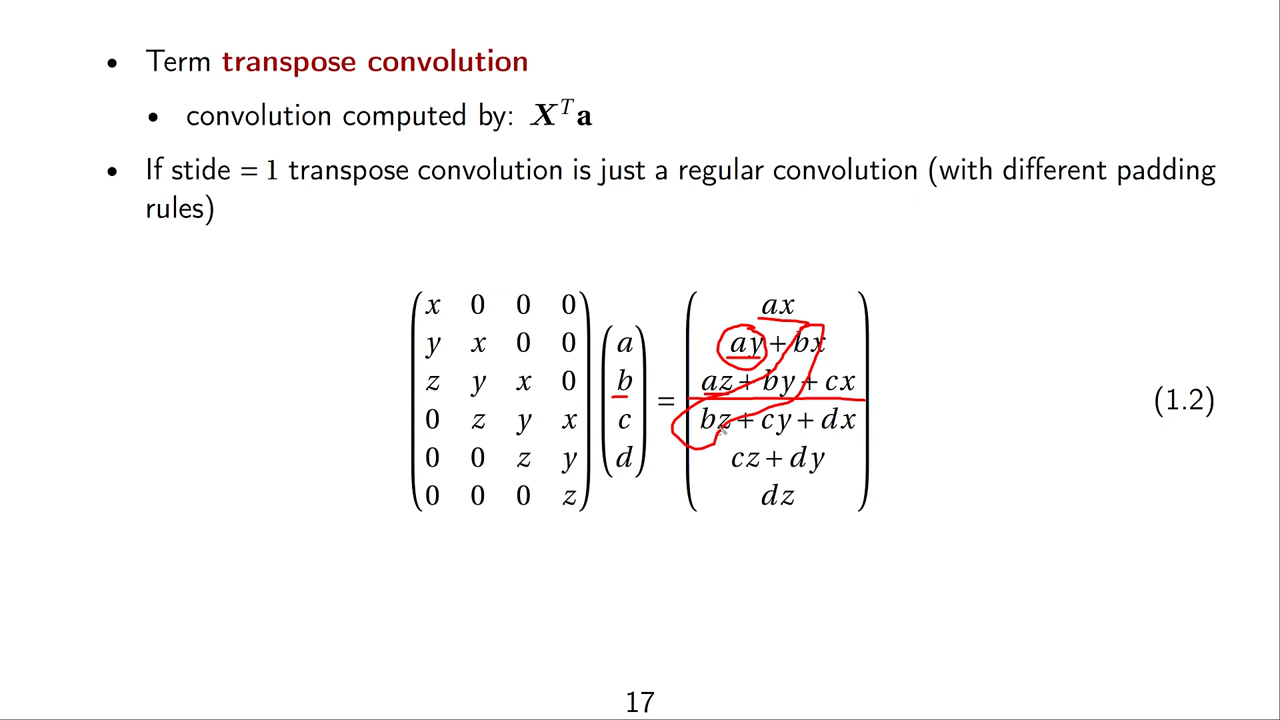 • Term transpose convolution
• convolution computed by: XᵀA
• If stide = 1 transpose convolution is just a regular convolution (with different padding
rules)
x 0 0 0
y x 0 0 a ax
z y x 0 b ay + bx
0 z y x c = az + by + cx (1.2)
0 0 z y d bz + cy + dx
0 0 0 z cz + dy
dz
17